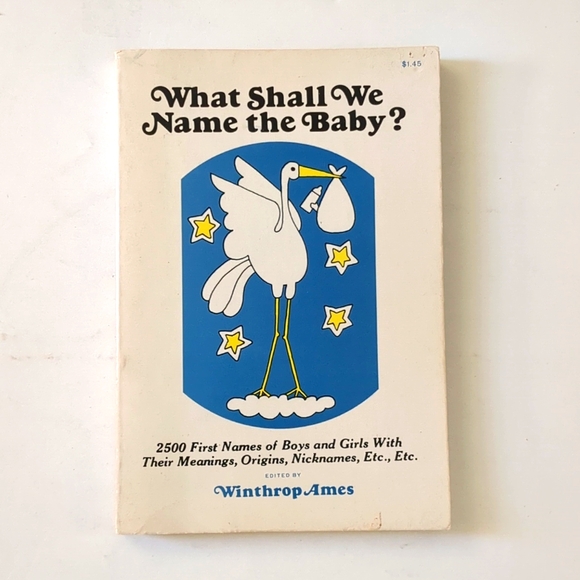 $1.45
What Shall We
Name the Baby?
2500 First Names of Boys and Girls With
Their Meanings, Origins, Nicknames, Etc., Etc.
EDITED BY
Winthrop Ames